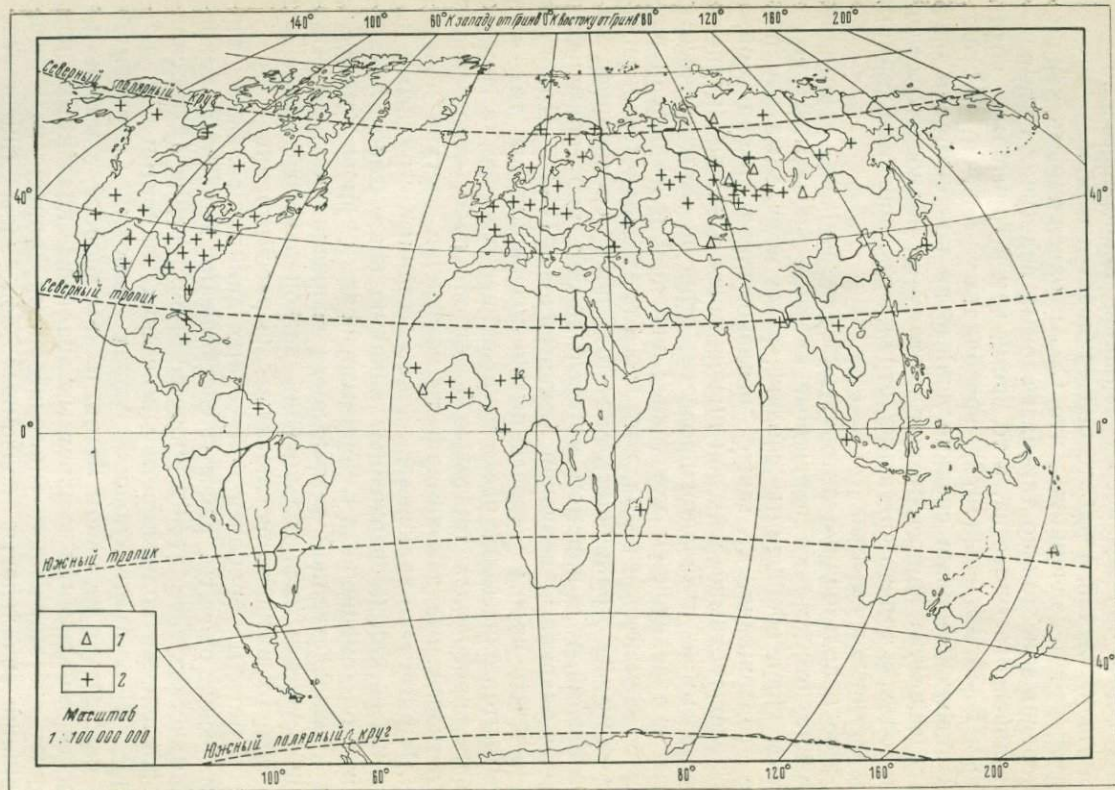 140° 100° 60° К западу от Гринв 0° К востоку от Гринв 80° 120° 160° 200°
Северный полярный круг
40° 40°
Северный тропик
0° 0°
Южный тропик
1
2
Масштаб
1 : 100 000 000
40°
Южный полярный круг
100° 60° 80° 120° 160° 200°